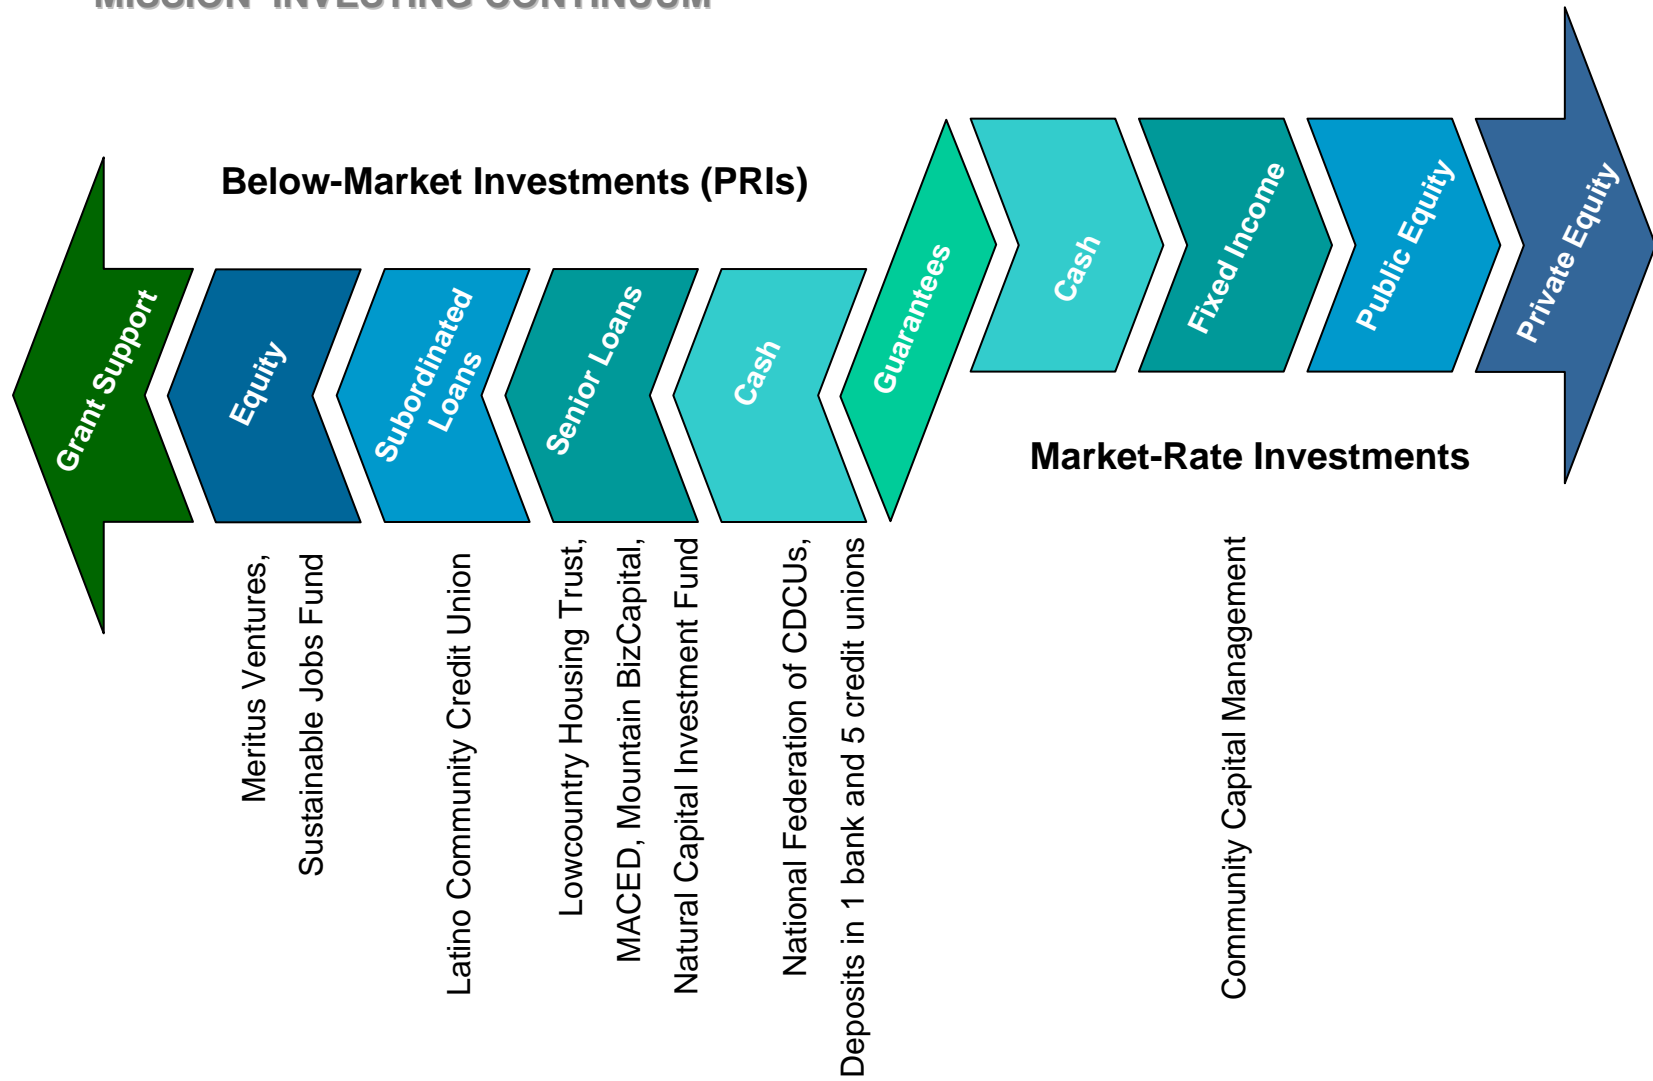 MISSION INVESTING CONTINUUM
Below-Market Investments (PRIs)
Grant Support
Equity
Subordinated
Loans
Senior Loans
Cash
Guarantees
Cash
Fixed Income
Public Equity
Private Equity
Market-Rate Investments
Meritus Ventures,
Sustainable Jobs Fund
Latino Community Credit Union
Lowcountry Housing Trust,
MACED, Mountain BizCapital,
Natural Capital Investment Fund
National Federation of CDCUs,
Deposits in 1 bank and 5 credit unions
Community Capital Management